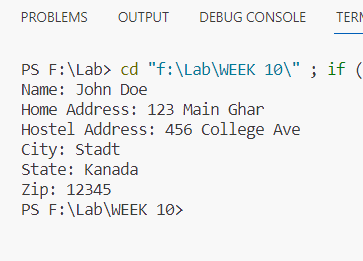 PROBLEMS OUTPUT DEBUG CONSOLE TERM
PS F:\Lab> cd "f:\Lab\WEEK 10\" ; if (
Name: John Doe
Home Address: 123 Main Ghar
Hostel Address: 456 College Ave
City: Stadt
State: Kanada
Zip: 12345
PS F:\Lab\WEEK 10>